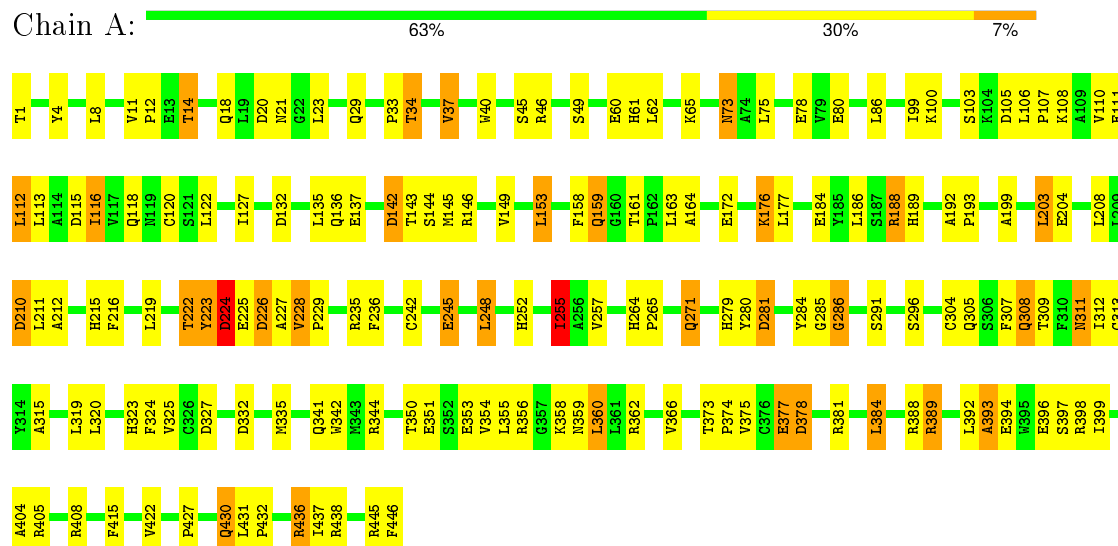 Chain A:
63% 30% 7%
T1 Y4 L8 V11 P12 E13 T14 Q18 L19 D20 N21 G22 L23 Q29 P33 T34 V37 W40 S45 R46 S49 E60 H61 L62 K65 N73 A74 L75 E78 V79 E80 L86 I99 K100 S103 K104 D105 L106 P107 K108 A109 V110
L112 L113 A114 D115 I116 V117 Q118 N119 C120 S121 L122 I127 D132 L135 Q136 E137 D142 T143 S144 M145 R146 V149 L153 F158 Q159 G160 T161 P162 L163 A164 E172 K176 L177 E184 Y185 L186 S187 R188 H189 A192 P193 A199 L203 E204 L208
D210 L211 A212 H215 F216 L219 T222 Y223 D224 E225 D226 A227 V228 P229 R235 F236 C242 E245 L248 H252 I255 A256 V257 H264 P265 Q271 H279 Y280 D281 Y284 G285 G286 S291 S296 C304 Q305 S306 F307 Q308 T309 F310 N311 I312
Y314 A315 L319 L320 H323 F324 V325 C326 D327 D332 M335 Q341 W342 M343 R344 T350 E351 S352 E353 V354 L355 R356 G357 K358 N359 L360 L361 R362 V366 T373 P374 V375 C376 E377 D378 R381 L384 R388 R389 L392 A393 E394 W395 E396 S397 R398 I399
A404 R405 R408 F415 V422 P427 Q430 L431 P432 R436 I437 R438 R445 F446